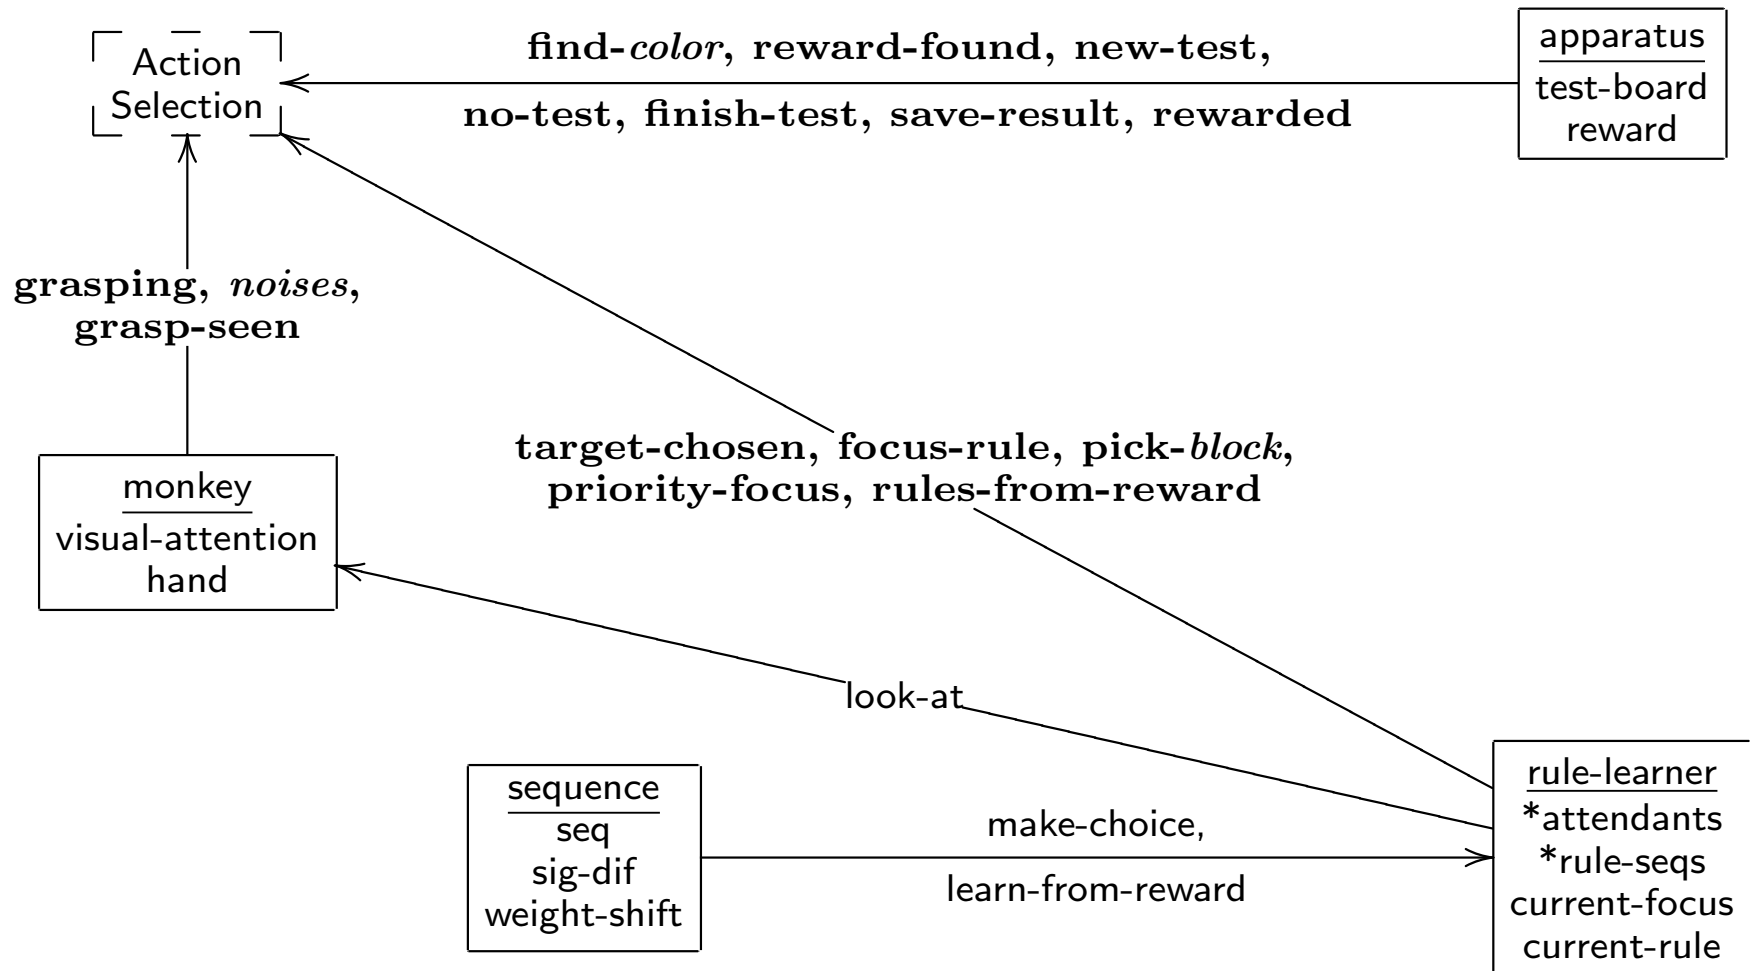 Action
Selection
find-color, reward-found, new-test,
no-test, finish-test, save-result, rewarded
apparatus
test-board
reward
grasping, noises,
grasp-seen
target-chosen, focus-rule, pick-block,
priority-focus, rules-from-reward
monkey
visual-attention
hand
look-at
sequence
seq
sig-dif
weight-shift
make-choice,
learn-from-reward
rule-learner
*attendants
*rule-seqs
current-focus
current-rule